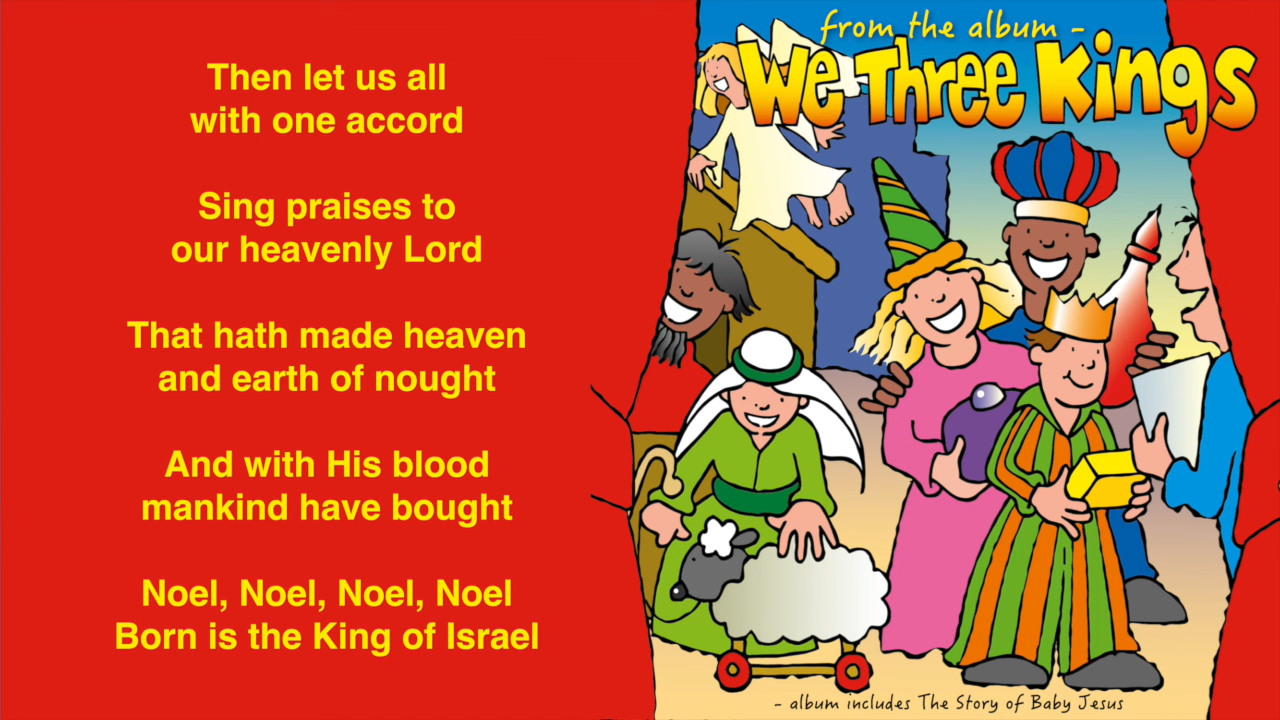 Then let us all
with one accord
Sing praises to
our heavenly Lord
That hath made heaven
and earth of nought
And with His blood
mankind have bought
Noel, Noel, Noel, Noel
Born is the King of Israel
from the album -
We Three Kings
- album includes The Story of Baby Jesus